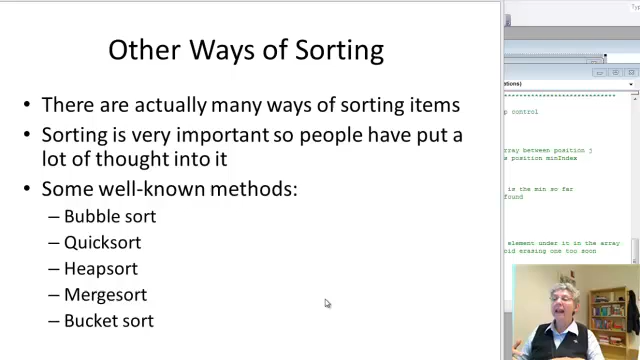 Other Ways of Sorting
• There are actually many ways of sorting items
• Sorting is very important so people have put a
lot of thought into it
• Some well-known methods:
– Bubble sort
– Quicksort
– Heapsort
– Mergesort
– Bucket sort
control
array between position j
s position minIndex
is the min so far
found
element under it in the array
oid erasing one too soon